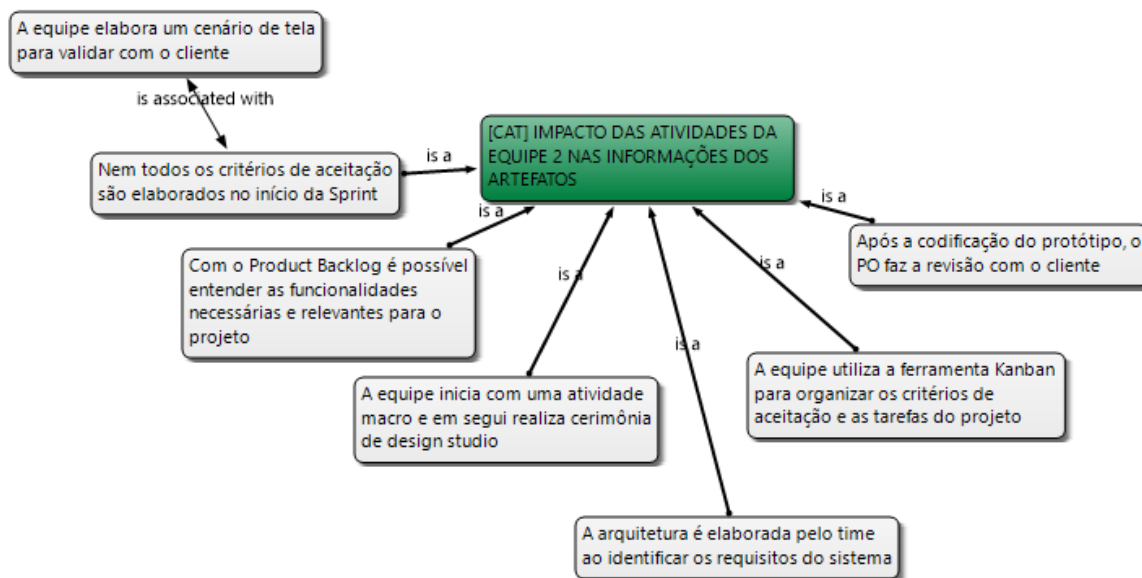 A equipe elabora um cenário de tela
para validar com o cliente
is associated with
Nem todos os critérios de aceitação
são elaborados no início da Sprint
is a
[CAT] IMPACTO DAS ATIVIDADES DA
EQUIPE 2 NAS INFORMAÇÕES DOS
ARTEFATOS
is a
Com o Product Backlog é possível
entender as funcionalidades
necessárias e relevantes para o
projeto
is a
A equipe inicia com uma atividade
macro e em segui realiza cerimônia
de design studio
is a
A arquitetura é elaborada pelo time
ao identificar os requisitos do sistema
is a
A equipe utiliza a ferramenta Kanban
para organizar os critérios de
aceitação e as tarefas do projeto
is a
Após a codificação do protótipo, o
PO faz a revisão com o cliente